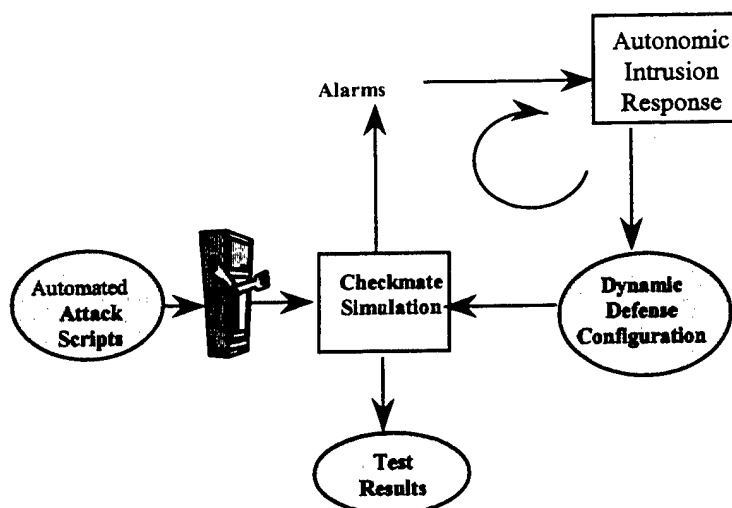 Autonomic
Intrusion
Response
Alarms
Automated
Attack
Scripts
Checkmate
Simulation
Dynamic
Defense
Configuration
Test
Results